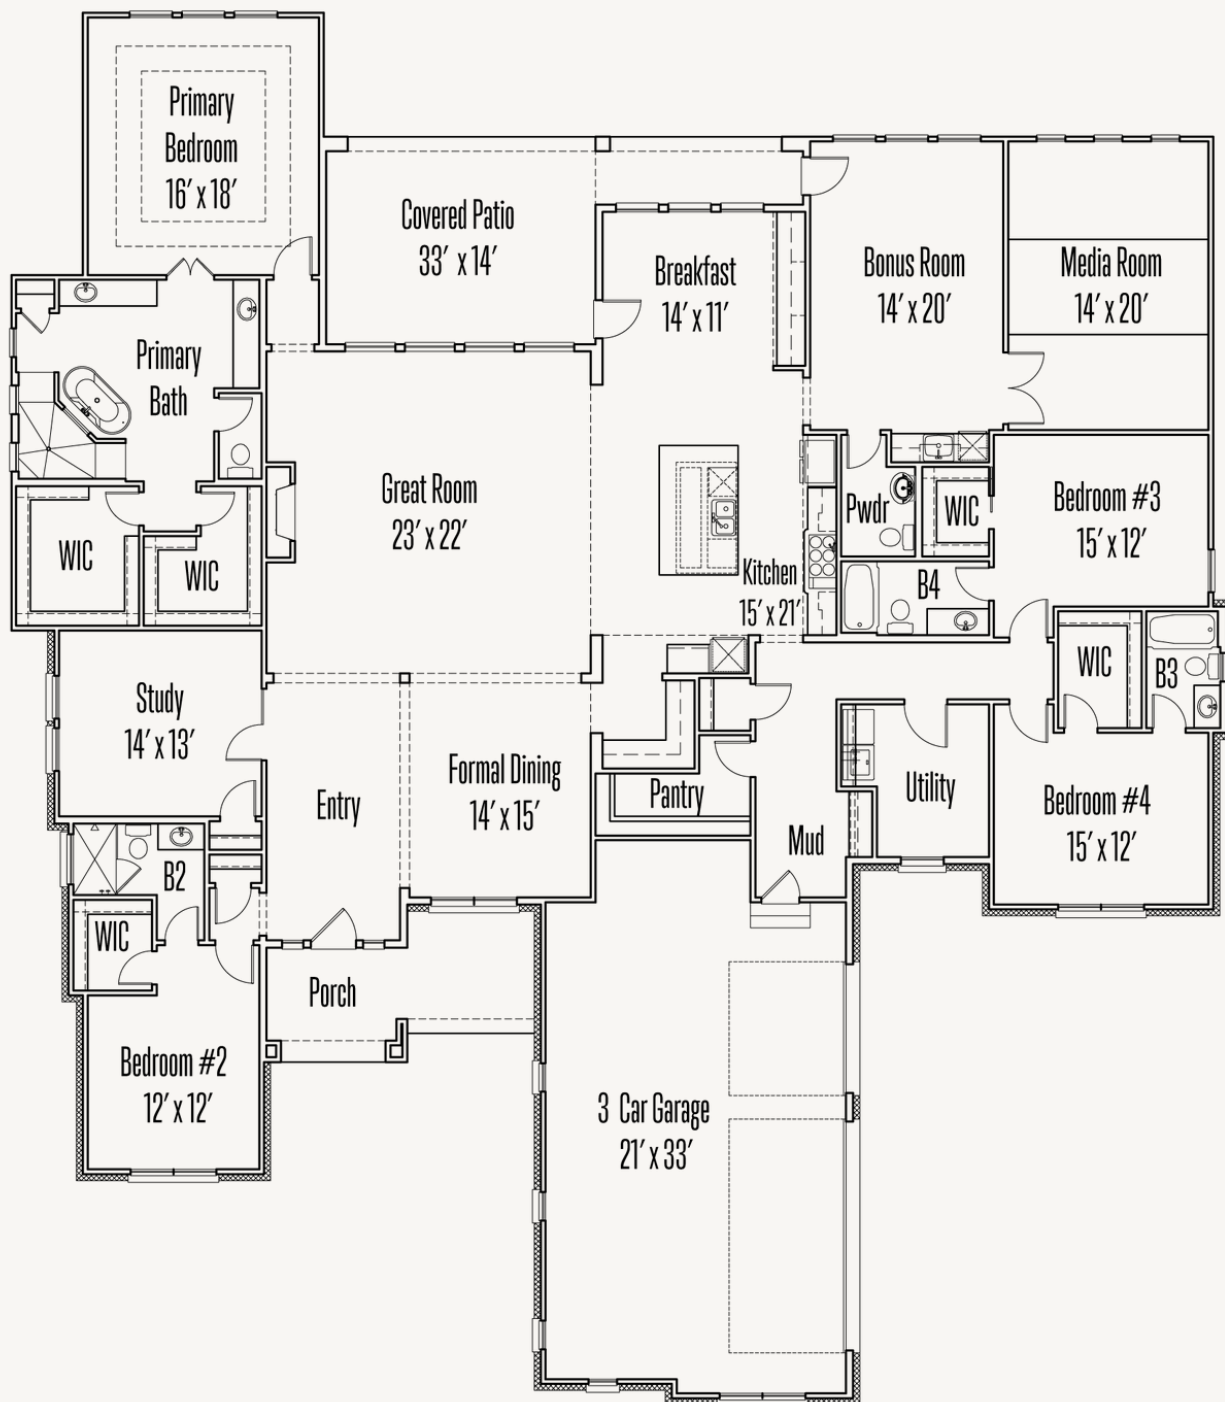 Primary
Bedroom
16′ x 18′
Covered Patio
33′ x 14′
Breakfast
14′ x 11′
Bonus Room
14′ x 20′
Media Room
14′ x 20′
Primary
Bath
Great Room
23′ x 22′
WIC
WIC
Kitchen
15′ x 21′
Pwdr
WIC
Bedroom #3
15′ x 12′
B4
WIC
B3
Study
14′ x 13′
Entry
Formal Dining
14′ x 15′
Pantry
Mud
Utility
Bedroom #4
15′ x 12′
B2
WIC
Porch
Bedroom #2
12′ x 12′
3 Car Garage
21′ x 33′